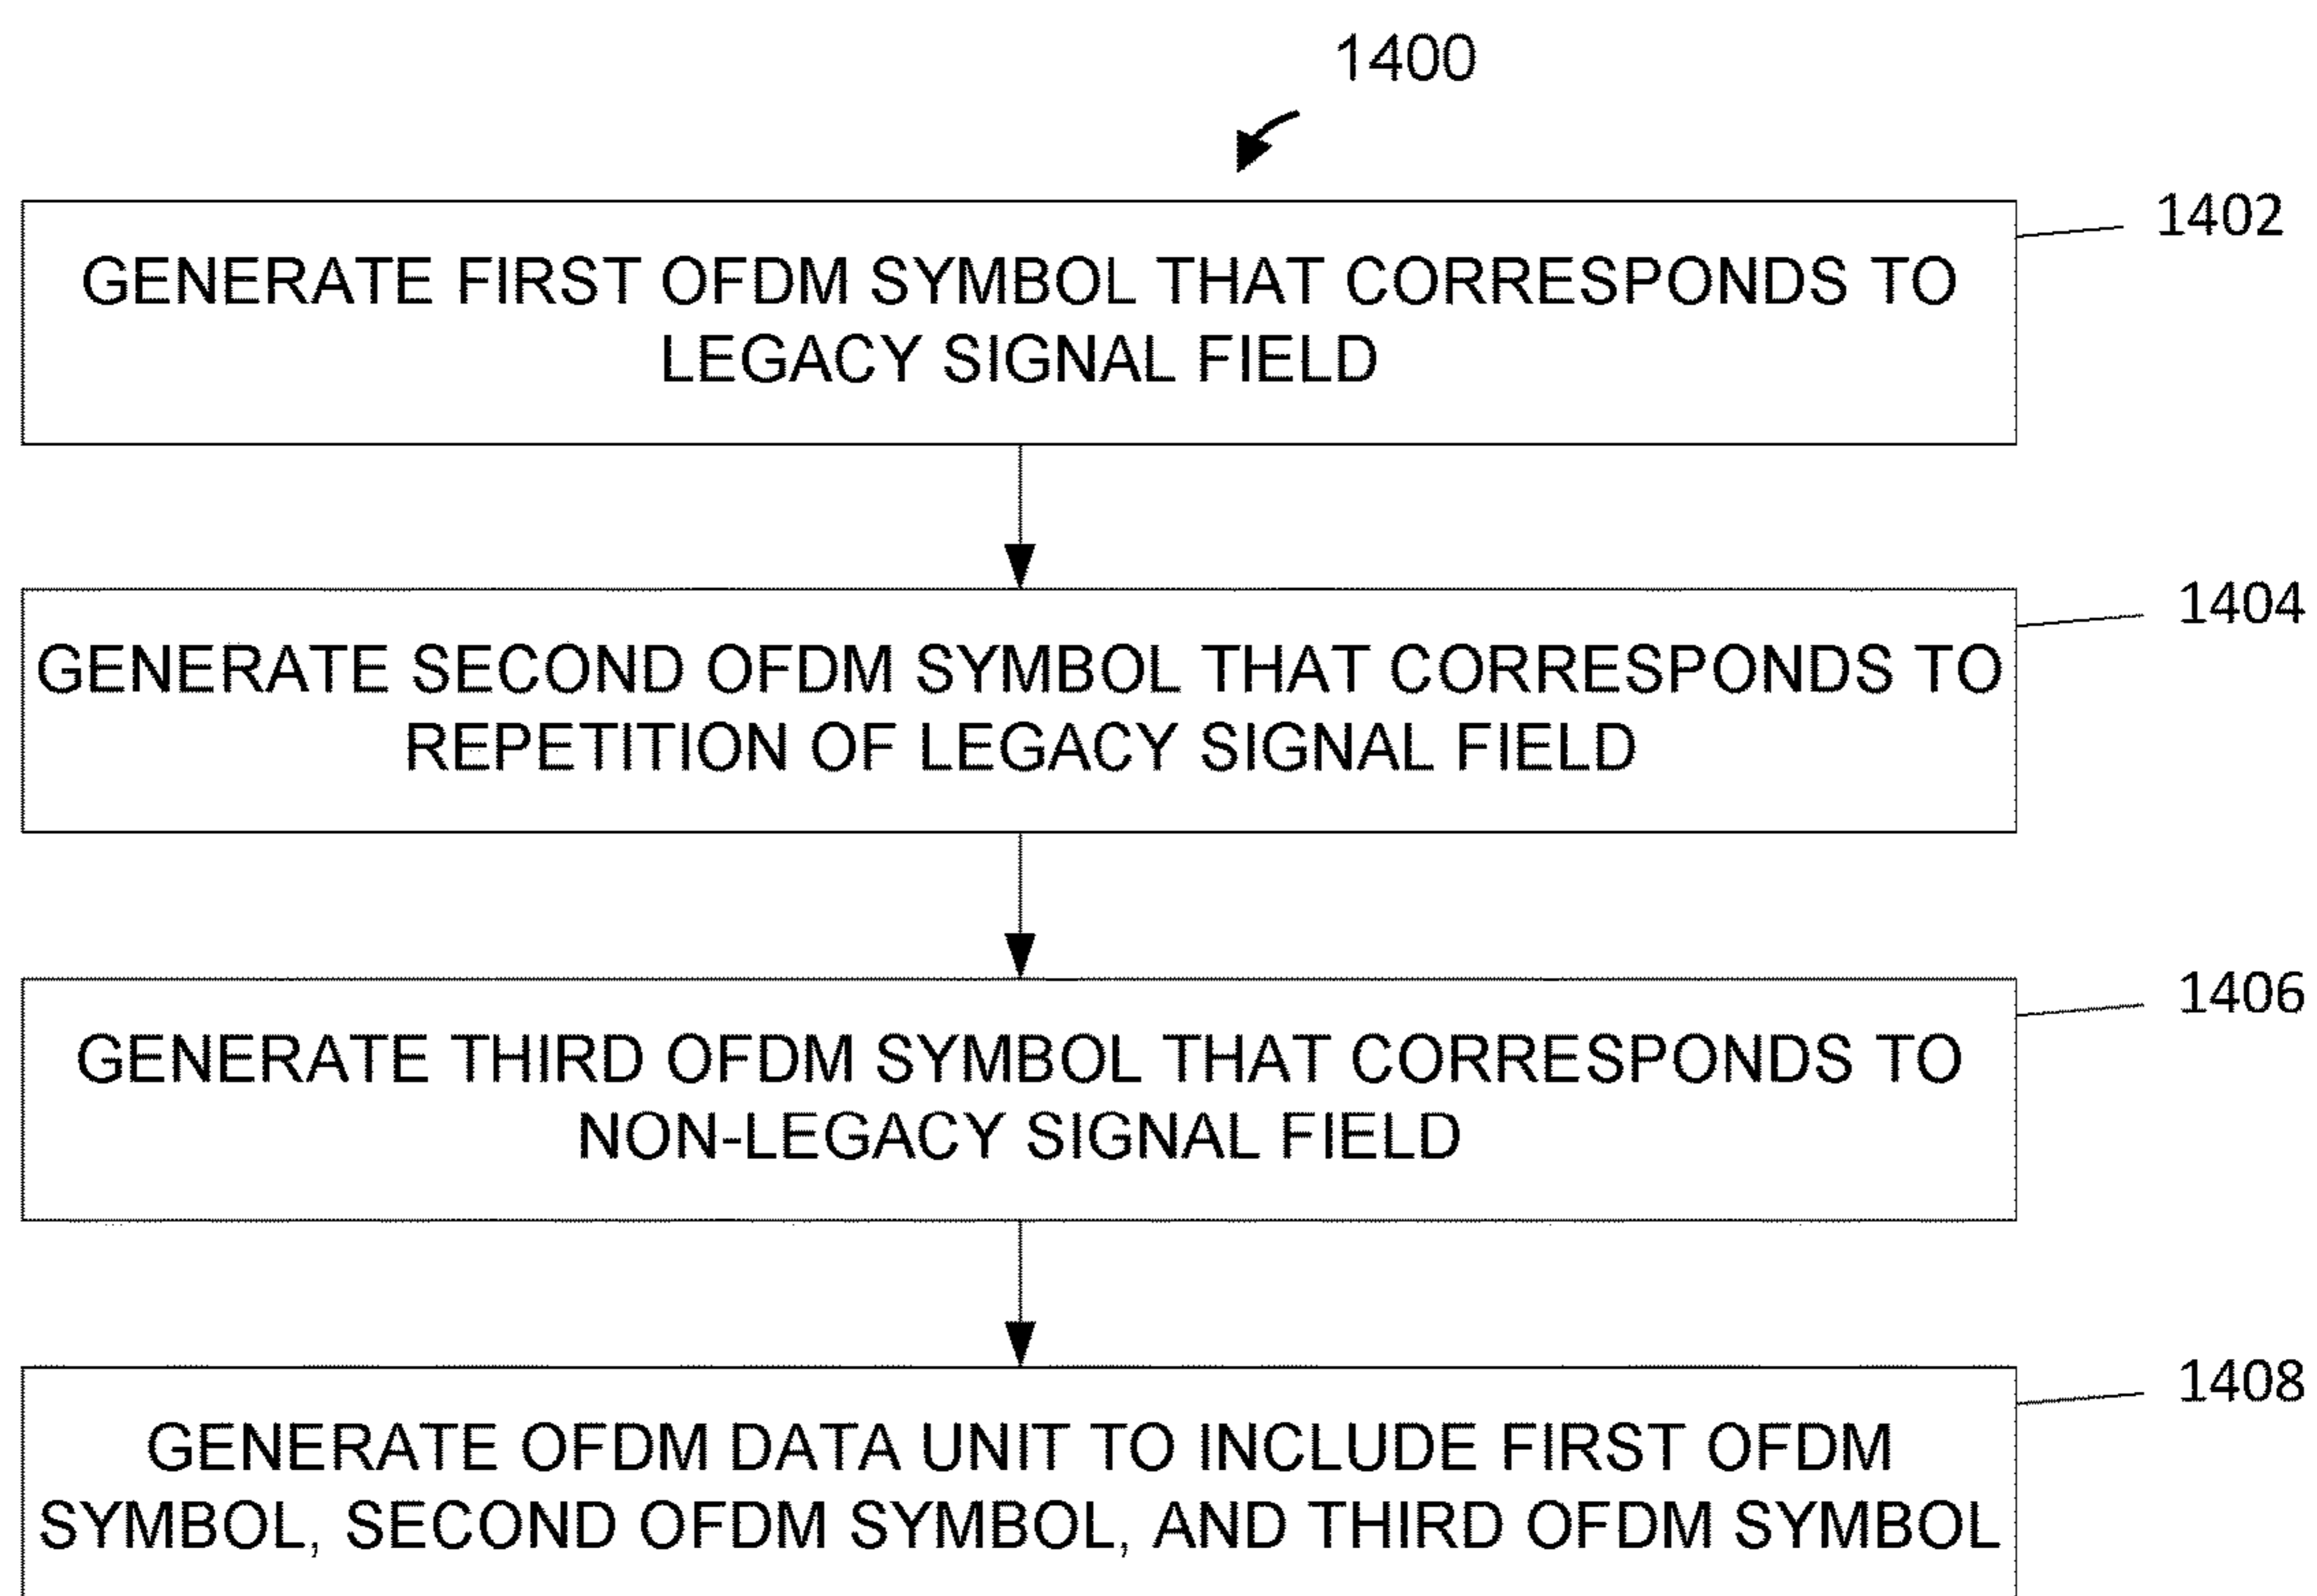 1400
1402
GENERATE FIRST OFDM SYMBOL THAT CORRESPONDS TO
LEGACY SIGNAL FIELD
1404
GENERATE SECOND OFDM SYMBOL THAT CORRESPONDS TO
REPETITION OF LEGACY SIGNAL FIELD
1406
GENERATE THIRD OFDM SYMBOL THAT CORRESPONDS TO
NON-LEGACY SIGNAL FIELD
1408
GENERATE OFDM DATA UNIT TO INCLUDE FIRST OFDM
SYMBOL, SECOND OFDM SYMBOL, AND THIRD OFDM SYMBOL